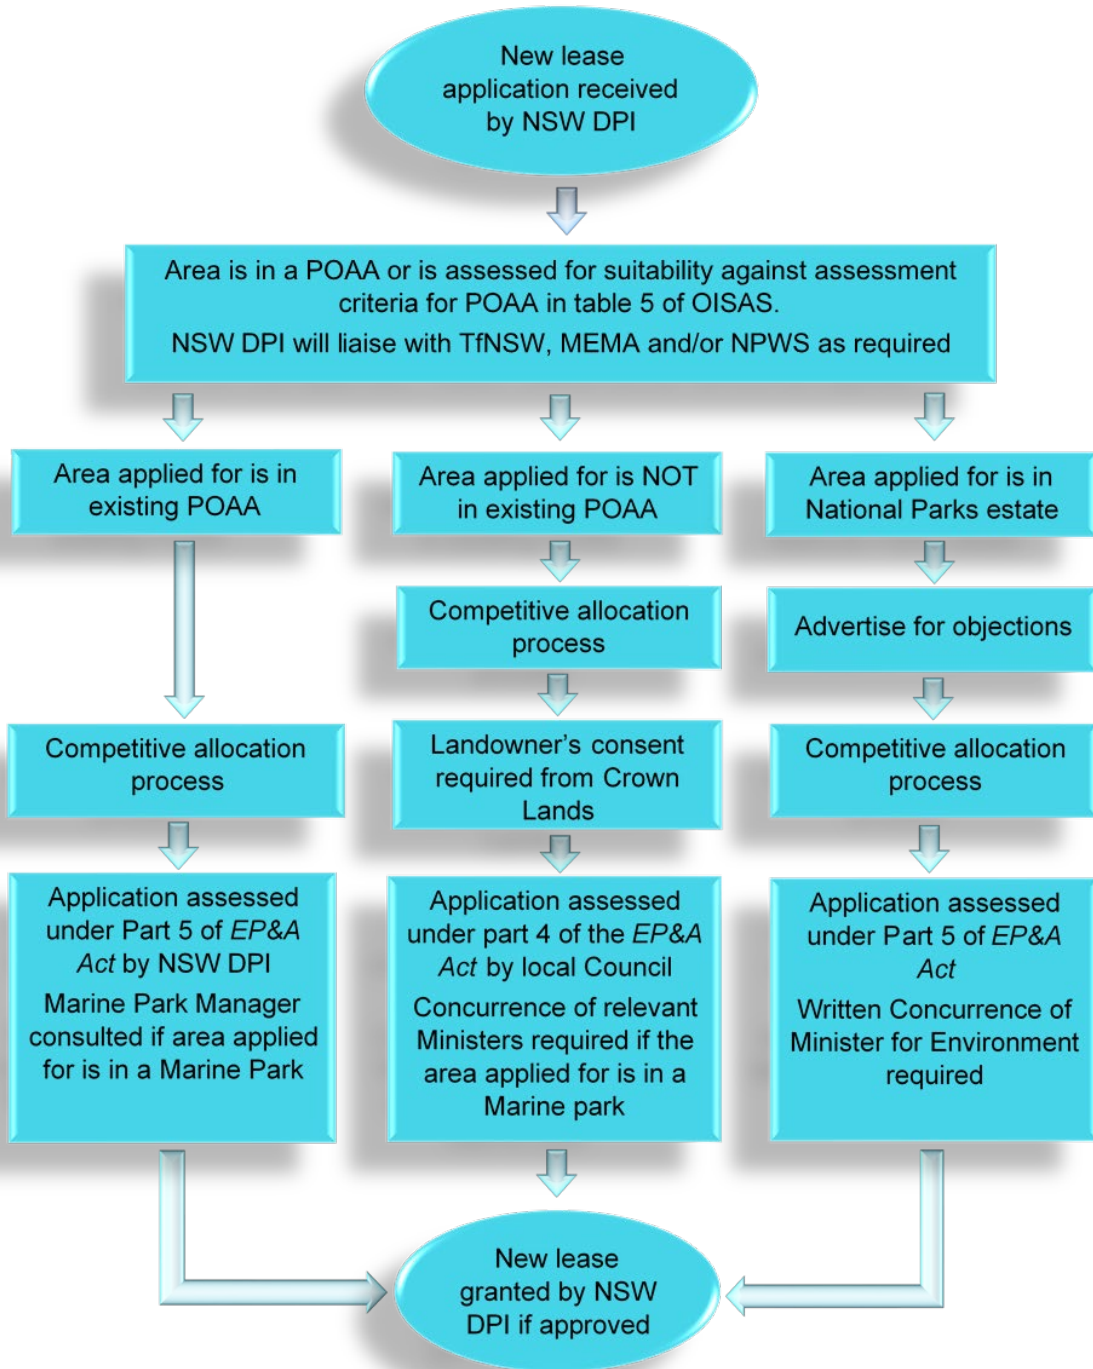 New lease
application received
by NSW DPI
Area is in a POAA or is assessed for suitability against assessment
criteria for POAA in table 5 of OISAS.
NSW DPI will liaise with TfNSW, MEMA and/or NPWS as required
Area applied for is in
existing POAA
Area applied for is NOT
in existing POAA
Area applied for is in
National Parks estate
Competitive allocation
process
Advertise for objections
Competitive allocation
process
Landowner's consent
required from Crown
Lands
Competitive allocation
process
Application assessed
under Part 5 of EP&A
Act by NSW DPI
Marine Park Manager
consulted if area applied
for is in a Marine Park
Application assessed
under part 4 of the EP&A
Act by local Council
Concurrence of relevant
Ministers required if the
area applied for is in a
Marine park
Application assessed
under Part 5 of EP&A
Act
Written Concurrence of
Minister for Environment
required
New lease
granted by NSW
DPI if approved